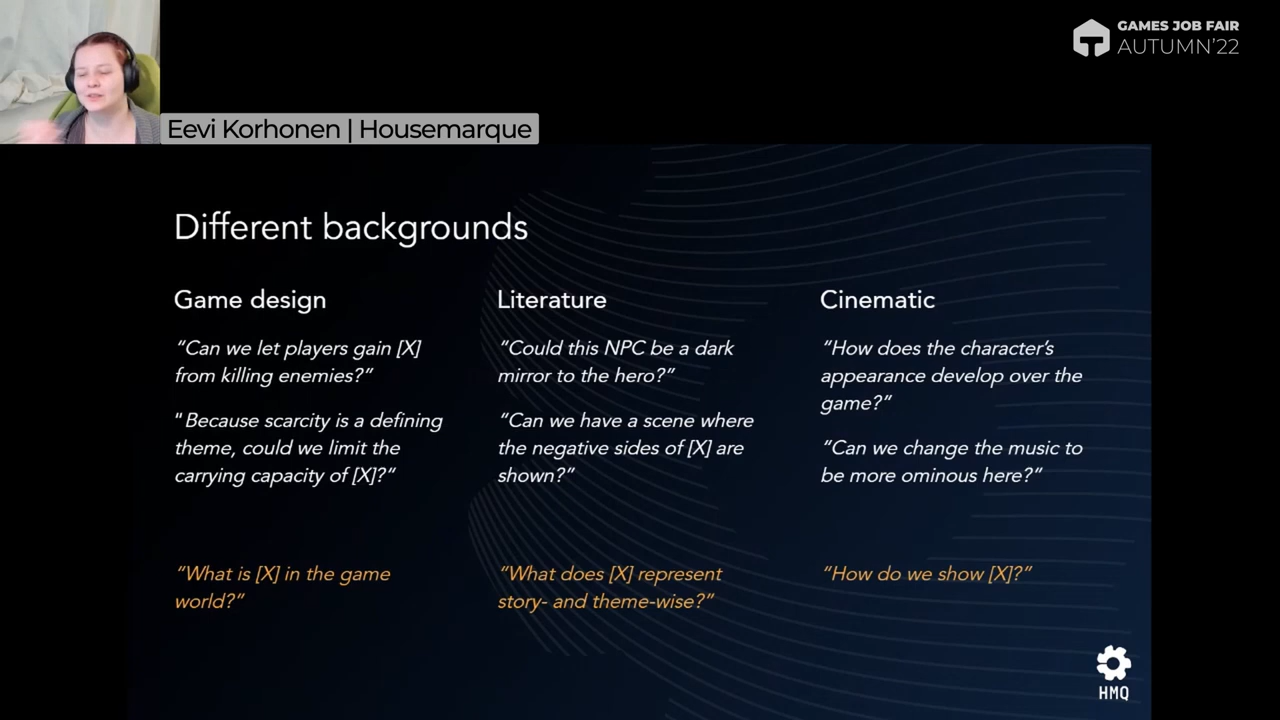 GAMES JOB FAIR
AUTUMN'22
Eevi Korhonen | Housemarque
Different backgrounds
Game design
“Can we let players gain [X]
from killing enemies?”
"Because scarcity is a defining
theme, could we limit the
carrying capacity of [X]?“
“What is [X] in the game
world?”
Literature
“Could this NPC be a dark
mirror to the hero?”
“Can we have a scene where
the negative sides of [X] are
shown?”
“What does [X] represent
story- and theme-wise?”
Cinematic
“How does the character’s
appearance develop over the
game?”
“Can we change the music to
be more ominous here?”
“How do we show [X]?”
HMQ